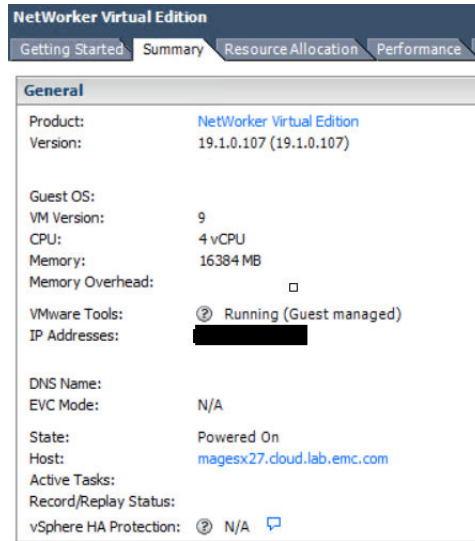 NetWorker Virtual Edition
Getting Started Summary Resource Allocation Performance
General
Product: NetWorker Virtual Edition
Version: 19.1.0.107 (19.1.0.107)
Guest OS:
VM Version: 9
CPU: 4 vCPU
Memory: 16384 MB
Memory Overhead:
VMware Tools: Running (Guest managed)
IP Addresses:
DNS Name:
EVC Mode: N/A
State: Powered On
Host: magesx27.cloud.lab.emc.com
Active Tasks:
Record/Replay Status:
vSphere HA Protection: N/A